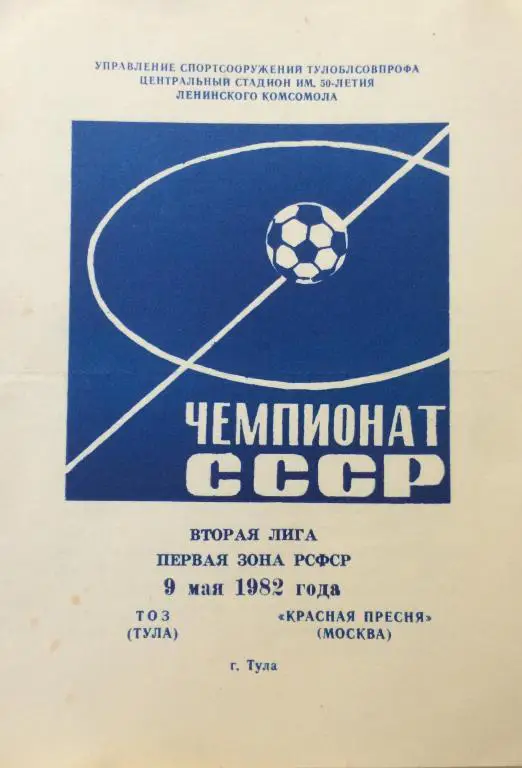 УПРАВЛЕНИЕ СПОРТСООРУЖЕНИЙ ТУЛОБЛСОВПРОФА
ЦЕНТРАЛЬНЫЙ СТАДИОН ИМ. 50-ЛЕТИЯ
ЛЕНИНСКОГО КОМСОМОЛА
ЧЕМПИОНАТ
СССР
ВТОРАЯ ЛИГА
ПЕРВАЯ ЗОНА РСФСР
9 мая 1982 года
ТОЗ «КРАСНАЯ ПРЕСНЯ»
(ТУЛА) (МОСКВА)
г. Тула